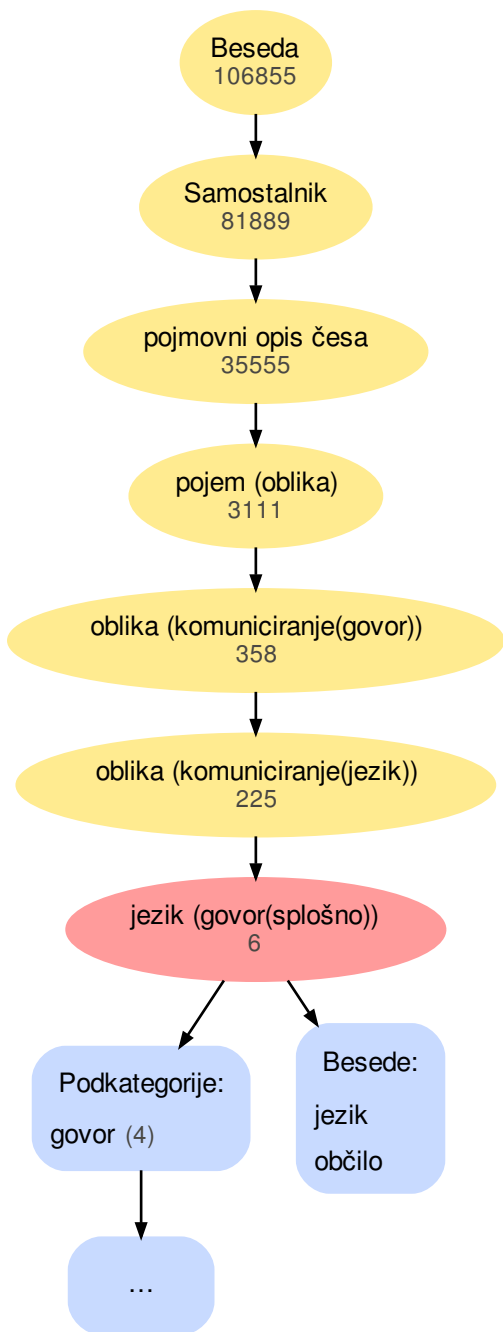 Beseda
106855
Samostalnik
81889
pojmovni opis česa
35555
pojem (oblika)
3111
oblika (komuniciranje(govor))
358
oblika (komuniciranje(jezik))
225
jezik (govor(splošno))
6
Podkategorije:
govor (4)
Besede:
jezik
občilo
...